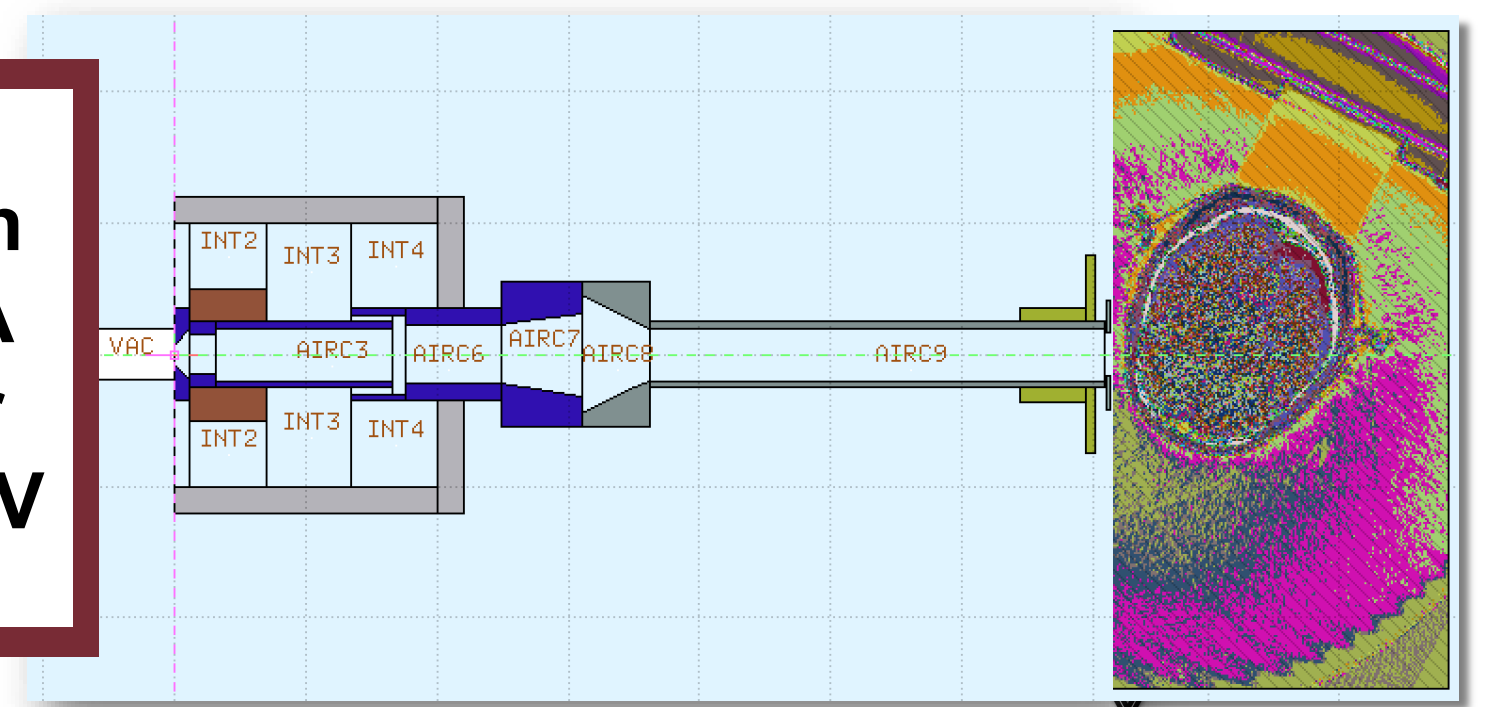 n
A
V
INT2
INT3
INT4
VAC
AIRC3
AIRC6
AIRC7
AIRC8
AIRC9
INT2
INT3
INT4